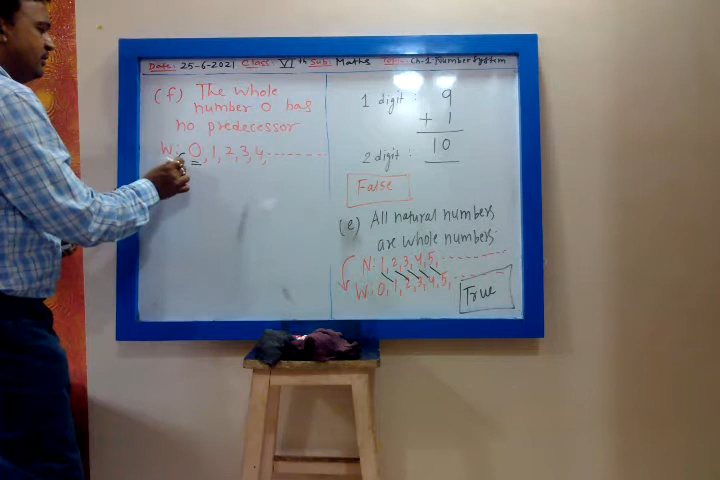 Date: 25-6-2021 Class: VIth Sub: Maths Ch-1 Number System
(f) The whole
number 0 has
no predecessor
W: 0, 1, 2, 3, 4, --------
1 digit : 9
+ 1
2 digit : 10
False
(e) All natural numbers
are whole numbers.
N: 1, 2, 3, 4, 5, --------
W: 0, 1, 2, 3, 4, 5, ------
True